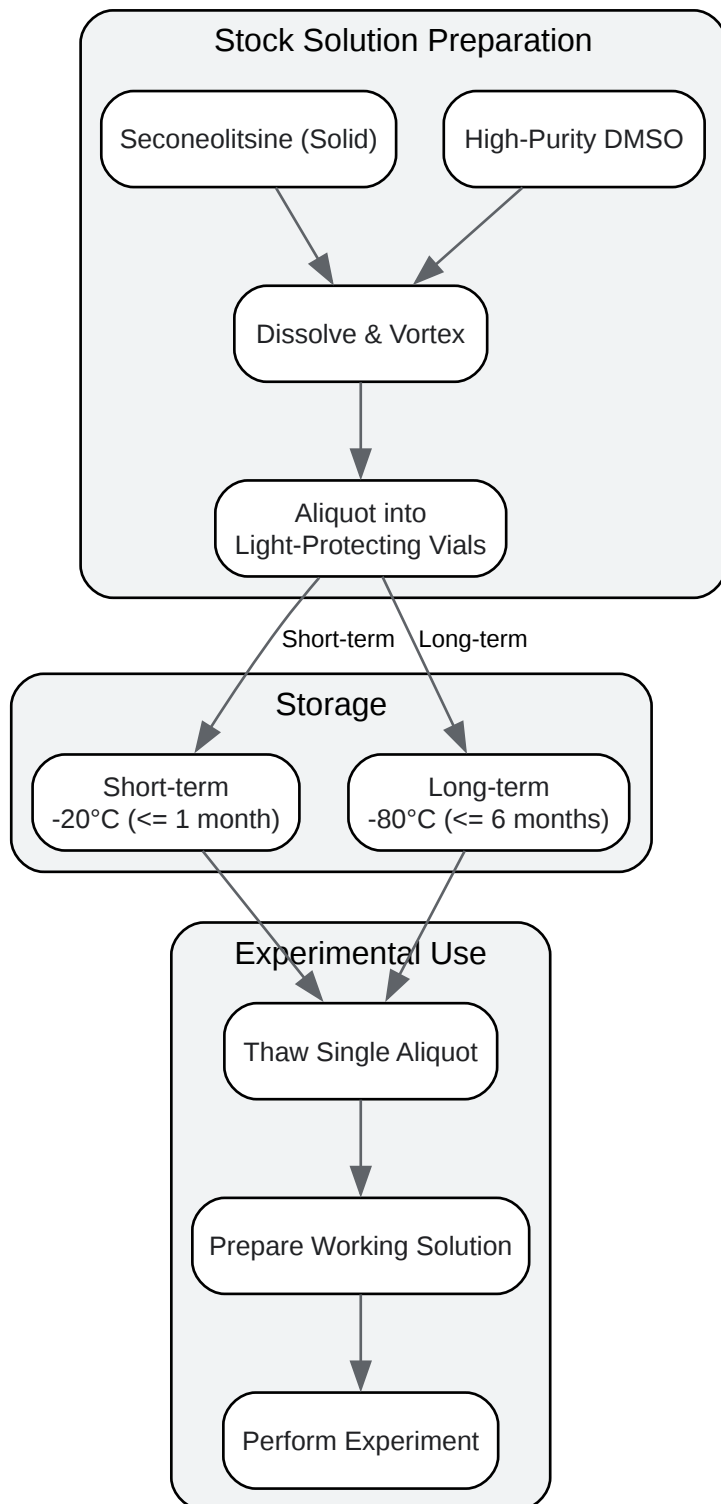 Stock Solution Preparation
Seconeolitsine (Solid)
High-Purity DMSO
Dissolve & Vortex
Aliquot into
Light-Protecting Vials
Short-term
Long-term
Storage
Short-term
-20°C (<= 1 month)
Long-term
-80°C (<= 6 months)
Experimental Use
Thaw Single Aliquot
Prepare Working Solution
Perform Experiment